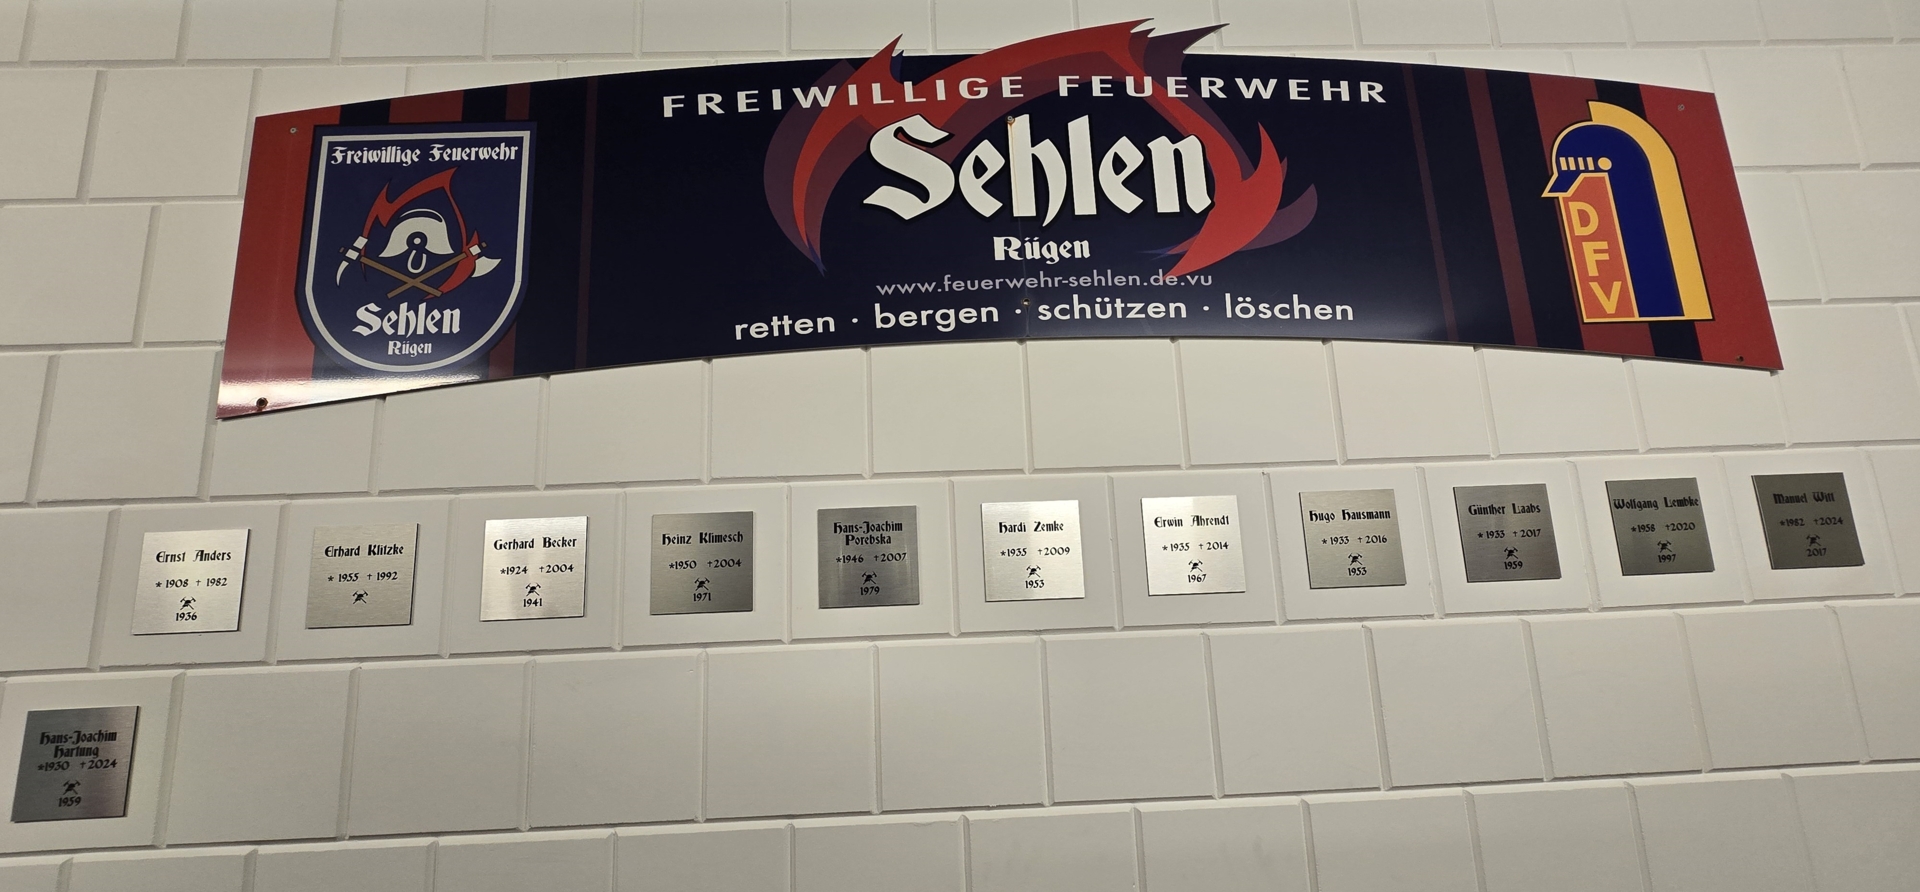 FREIWILLIGE FEUERWEHR
Sehlen
Rügen
www.feuerwehr-sehlen.de.vu
retten · bergen · schützen · löschen
Freiwillige Feuerwehr
Sehlen
Rügen
DFV
Ernst Anders
* 1908 † 1982
1936
Erhard Klitzke
* 1955 † 1992
Gerhard Becker
*1924 †2004
1941
Heinz Klimesch
*1950 †2004
1971
Hans-Joachim
Porebska
*1946 †2007
1979
Hardi Zemke
*1935 †2009
1953
Erwin Ahrendt
* 1935 † 2014
1967
Hugo Hausmann
* 1933 † 2016
1953
Günther Laabs
* 1933 † 2017
1959
Wolfgang Lembke
*1958 †2020
1997
Manuel Will
*1982 †2024
2017
Hans-Joachim
Hartung
*1930 †2024
1959